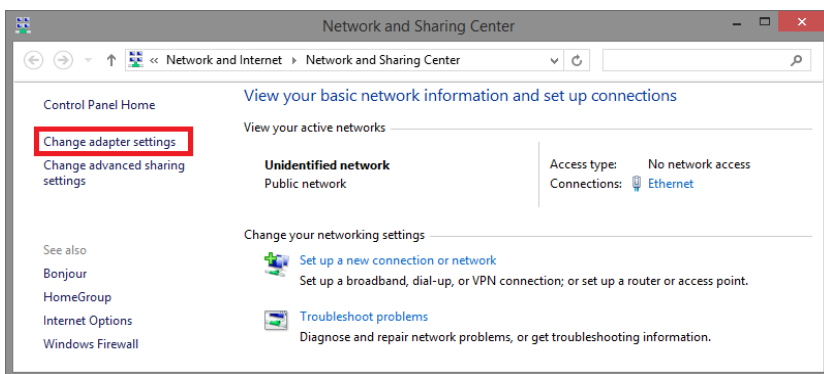 Network and Sharing Center
« Network and Internet ▸ Network and Sharing Center
Control Panel Home
Change adapter settings
Change advanced sharing
settings
See also
Bonjour
HomeGroup
Internet Options
Windows Firewall
View your basic network information and set up connections
View your active networks
Unidentified network
Public network
Access type: No network access
Connections: Ethernet
Change your networking settings
Set up a new connection or network
Set up a broadband, dial-up, or VPN connection; or set up a router or access point.
Troubleshoot problems
Diagnose and repair network problems, or get troubleshooting information.